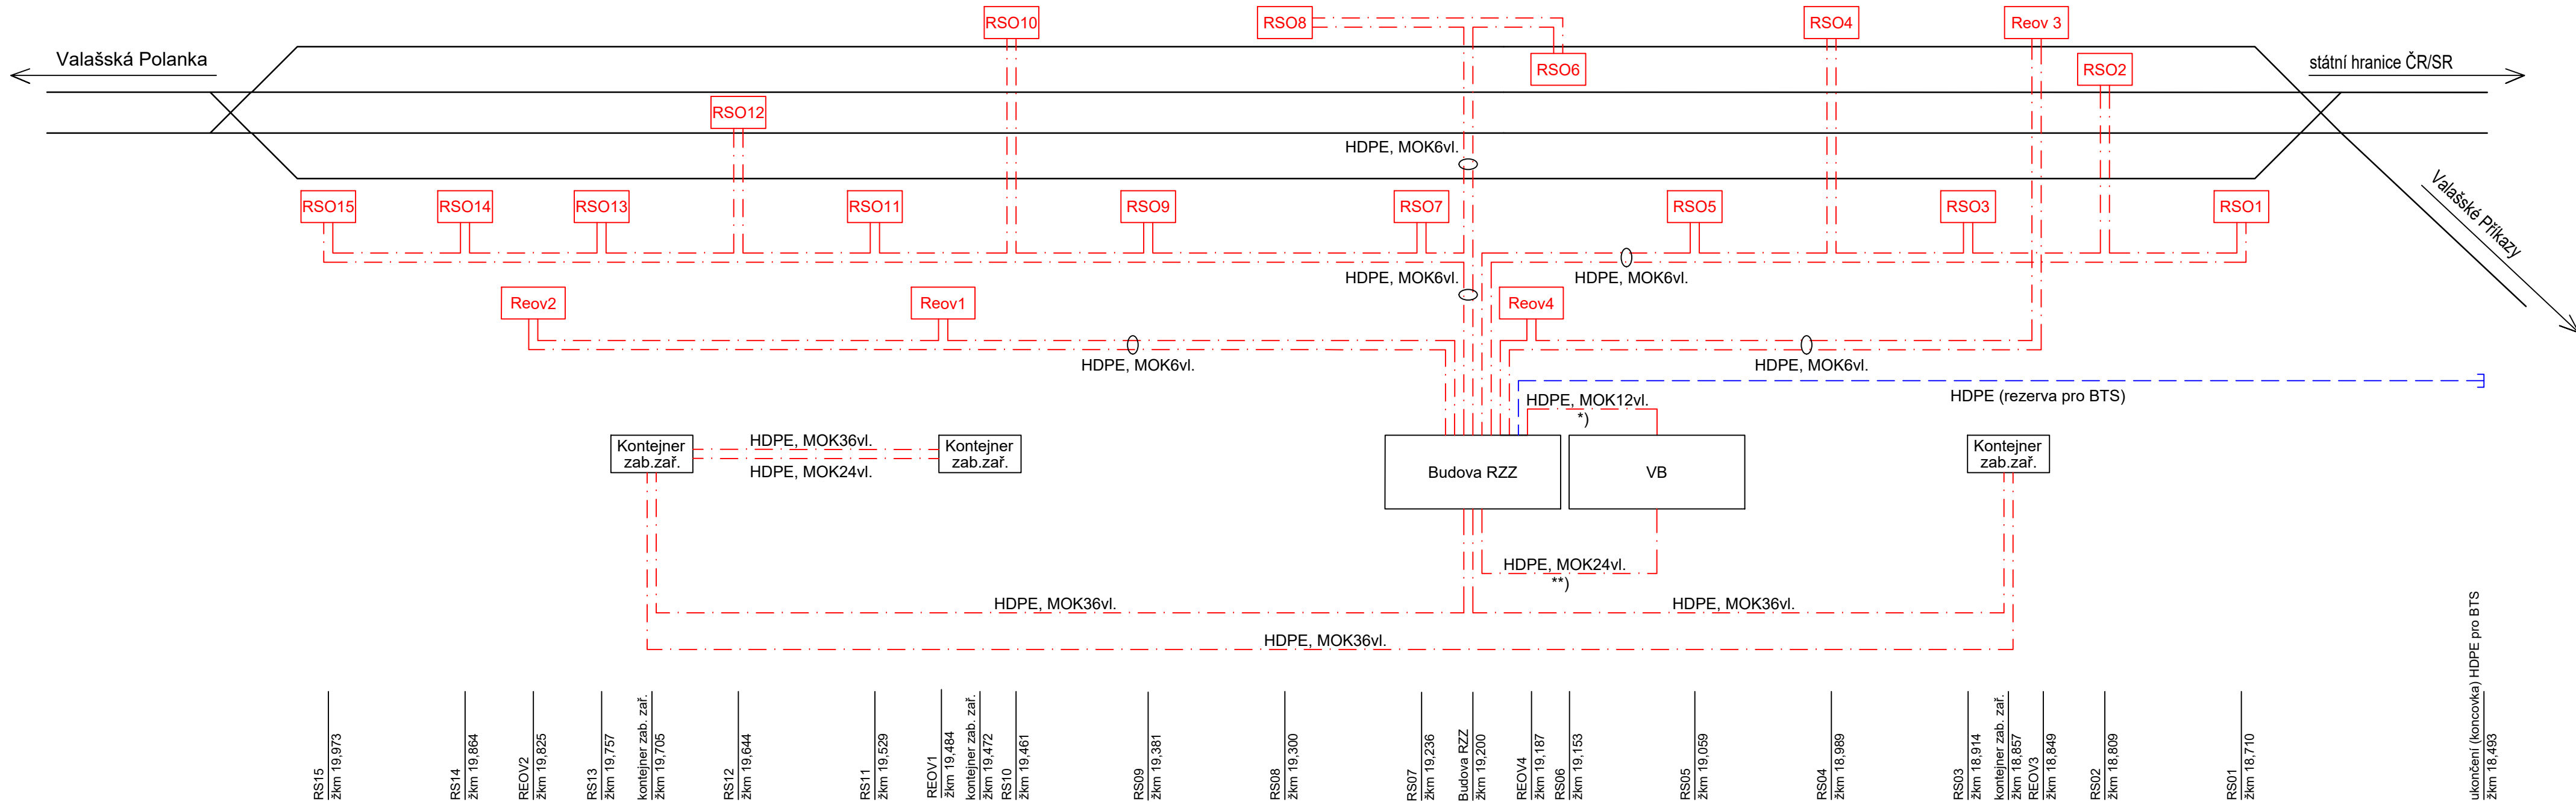 RSO10
RSO8
RSO4
Reov 3
Valašská Polanka
RSO6
RSO2
státní hranice ČR/SR
RSO12
HDPE, MOK6vl.
Valašské Příkazy
RSO15
RSO14
RSO13
RSO11
RSO9
RSO7
RSO5
RSO3
RSO1
HDPE, MOK6vl.
HDPE, MOK6vl.
Reov2
Reov1
Reov4
HDPE, MOK6vl.
HDPE, MOK6vl.
HDPE (rezerva pro BTS)
HDPE, MOK12vl.
*)
Kontejner
zab.zař.
HDPE, MOK36vl.
HDPE, MOK24vl.
Kontejner
zab.zař.
Budova RZZ
VB
Kontejner
zab.zař.
HDPE, MOK24vl.
**)
HDPE, MOK36vl.
HDPE, MOK36vl.
HDPE, MOK36vl.
RS15
žkm 19,973
RS14
žkm 19,864
REOV2
žkm 19,825
RS13
žkm 19,757
kontejner zab. zař.
žkm 19,705
RS12
žkm 19,644
RS11
žkm 19,529
REOV1
žkm 19,484
kontejner zab. zař.
žkm 19,472
RS10
žkm 19,461
RS09
žkm 19,381
RS08
žkm 19,300
RS07
žkm 19,236
Budova RZZ
žkm 19,200
REOV4
žkm 19,187
RS06
žkm 19,153
RS05
žkm 19,059
RS04
žkm 18,989
RS03
žkm 18,914
kontejner zab. zař.
žkm 18,857
REOV3
žkm 18,849
RS02
žkm 18,809
RS01
žkm 18,710
ukončení (koncovka) HDPE pro BTS
žkm 18,493